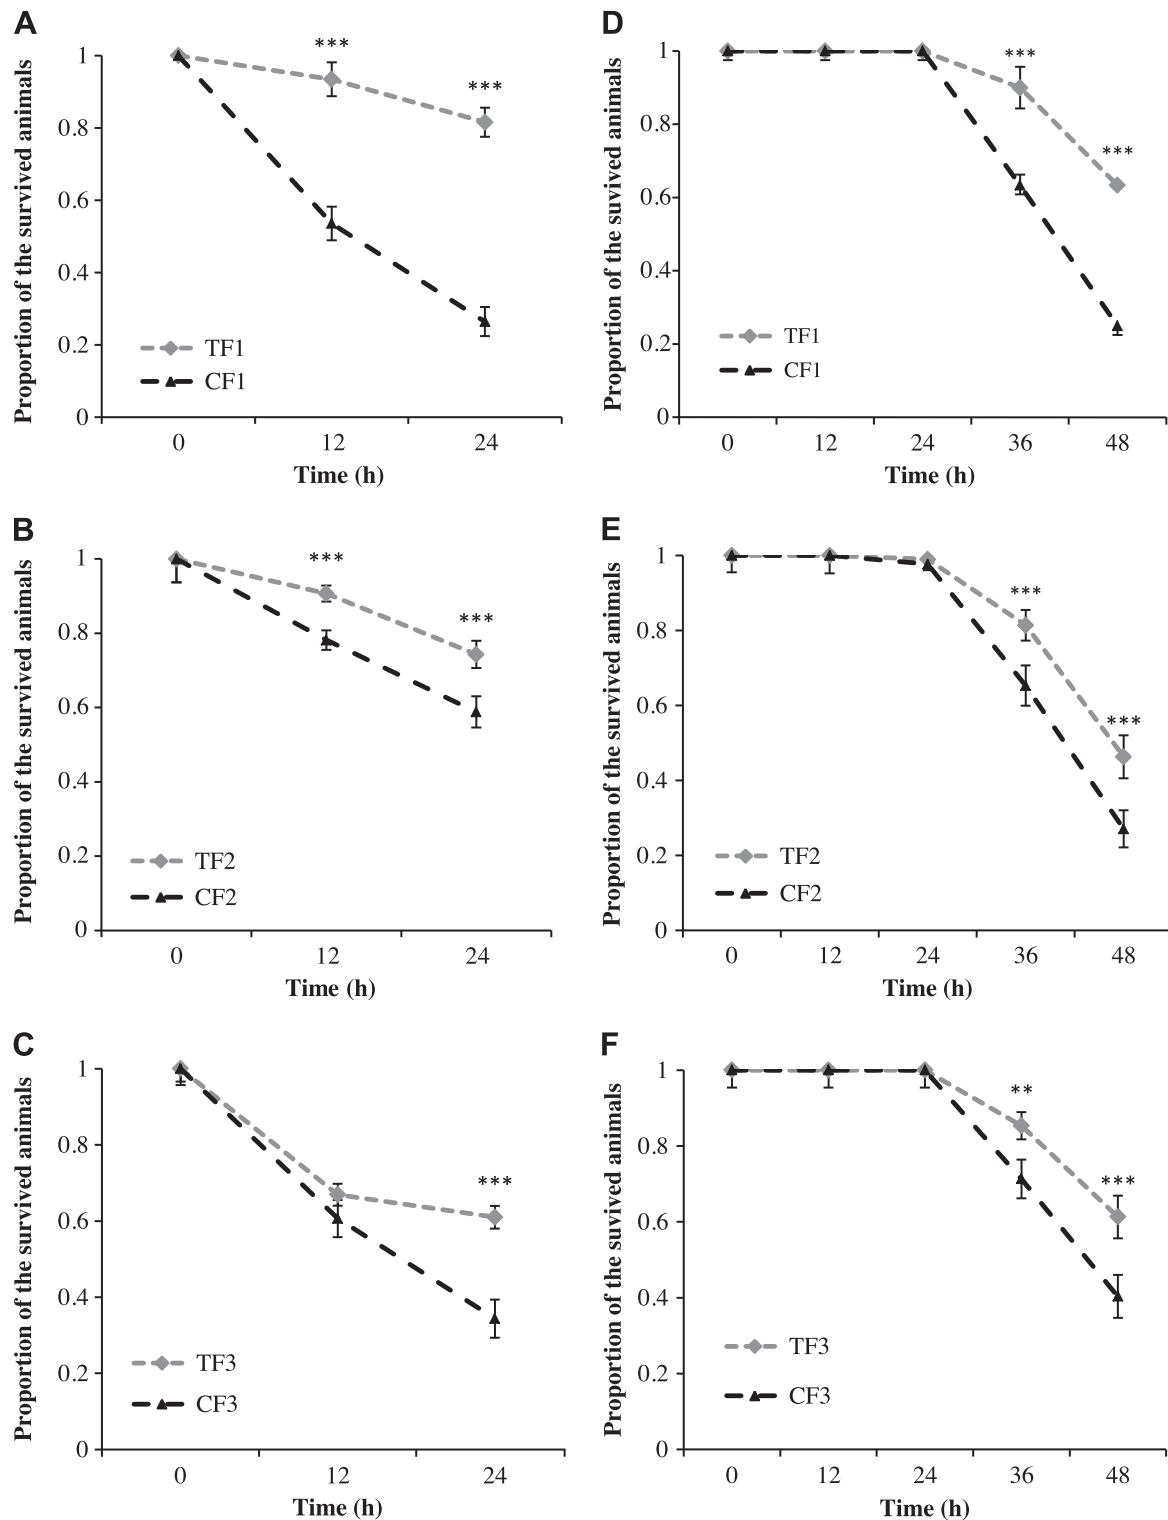 A
Proportion of the survived animals
1
0.8
0.6
0.4
0.2
0
***
***
TF1
CF1
0 12 24
Time (h)
D
Proportion of the suvived animals
1
0.8
0.6
0.4
0.2
0
***
***
TF1
CF1
0 12 24 36 48
Time (h)
B
Proportion of the survived animals
1
0.8
0.6
0.4
0.2
0
***
***
TF2
CF2
0 12 24
Time (h)
E
Proportion of the survived animals
1
0.8
0.6
0.4
0.2
0
***
***
TF2
CF2
0 12 24 36 48
Time (h)
C
Proportion of the survived animals
1
0.8
0.6
0.4
0.2
0
***
TF3
CF3
0 12 24
Time (h)
F
Proportion of the suvived animals
1
0.8
0.6
0.4
0.2
0
**
***
TF3
CF3
0 12 24 36 48
Time (h)